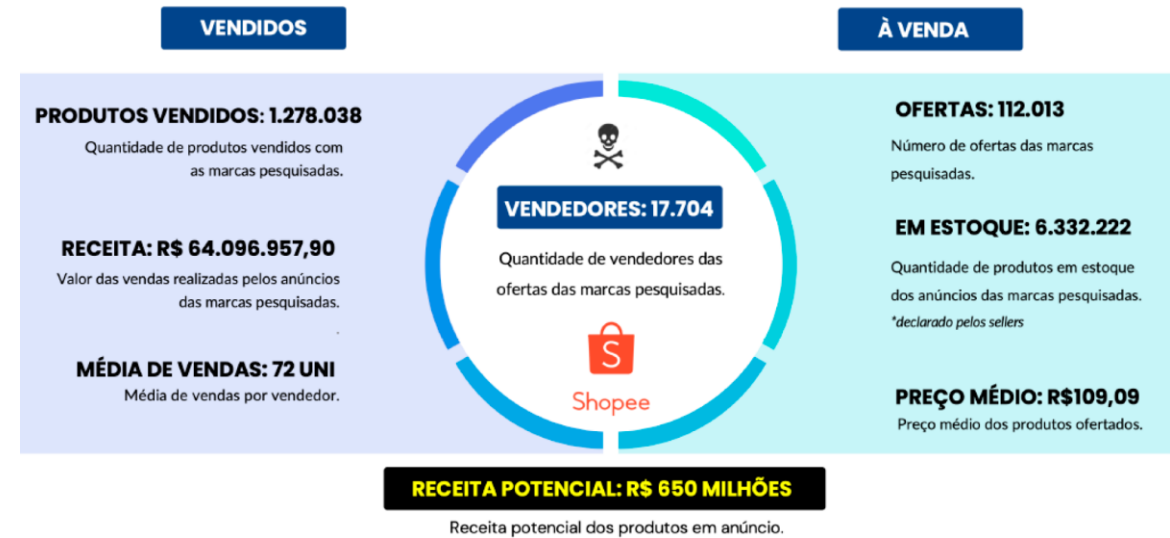 VENDIDOS
PRODUTOS VENDIDOS: 1.278.038
Quantidade de produtos vendidos com
as marcas pesquisadas.
RECEITA: R$ 64.096.957,90
Valor das vendas realizadas pelos anúncios
das marcas pesquisadas.
.
MÉDIA DE VENDAS: 72 UNI
Média de vendas por vendedor.
VENDEDORES: 17.704
Quantidade de vendedores das
ofertas das marcas pesquisadas.
S
Shopee
À VENDA
OFERTAS: 112.013
Número de ofertas das marcas
pesquisadas.
EM ESTOQUE: 6.332.222
Quantidade de produtos em estoque
dos anúncios das marcas pesquisadas.
*declarado pelos sellers
PREÇO MÉDIO: R$109,09
Preço médio dos produtos ofertados.
RECEITA POTENCIAL: R$ 650 MILHÕES
Receita potencial dos produtos em anúncio.